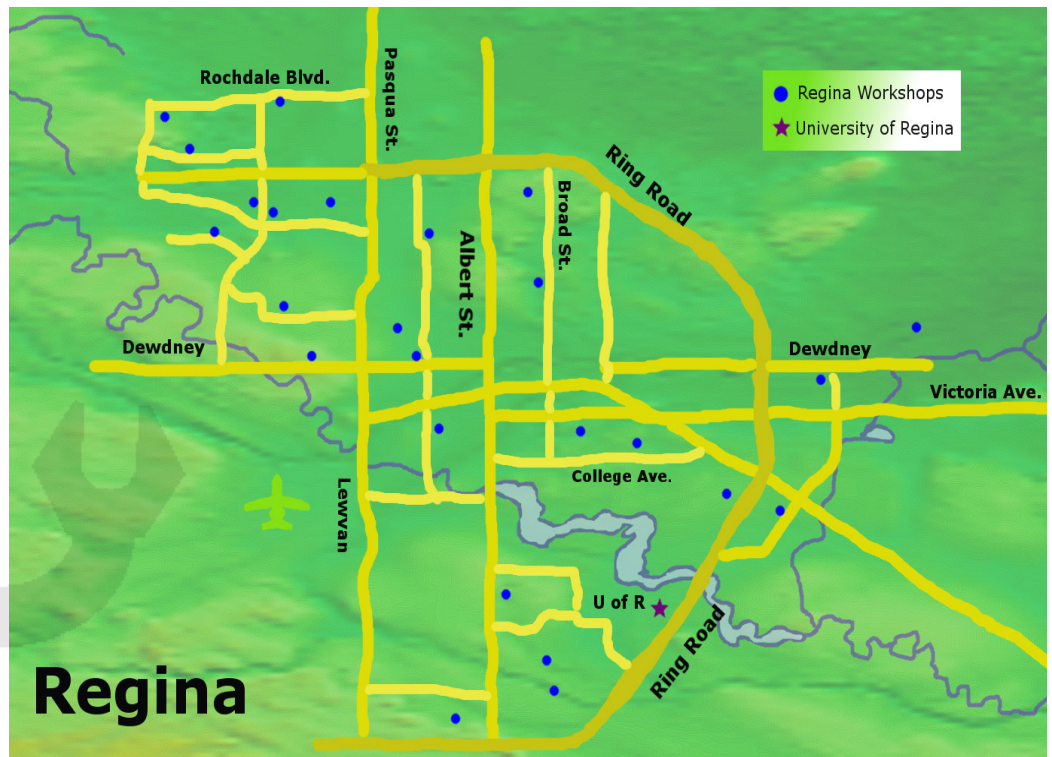 Rochdale Blvd.
Pasqua St.
Regina Workshops
University of Regina
Ring Road
Broad St.
Albert St.
Dewdney
Dewdney
Victoria Ave.
College Ave.
Lewvan
U of R
Ring Road
Regina